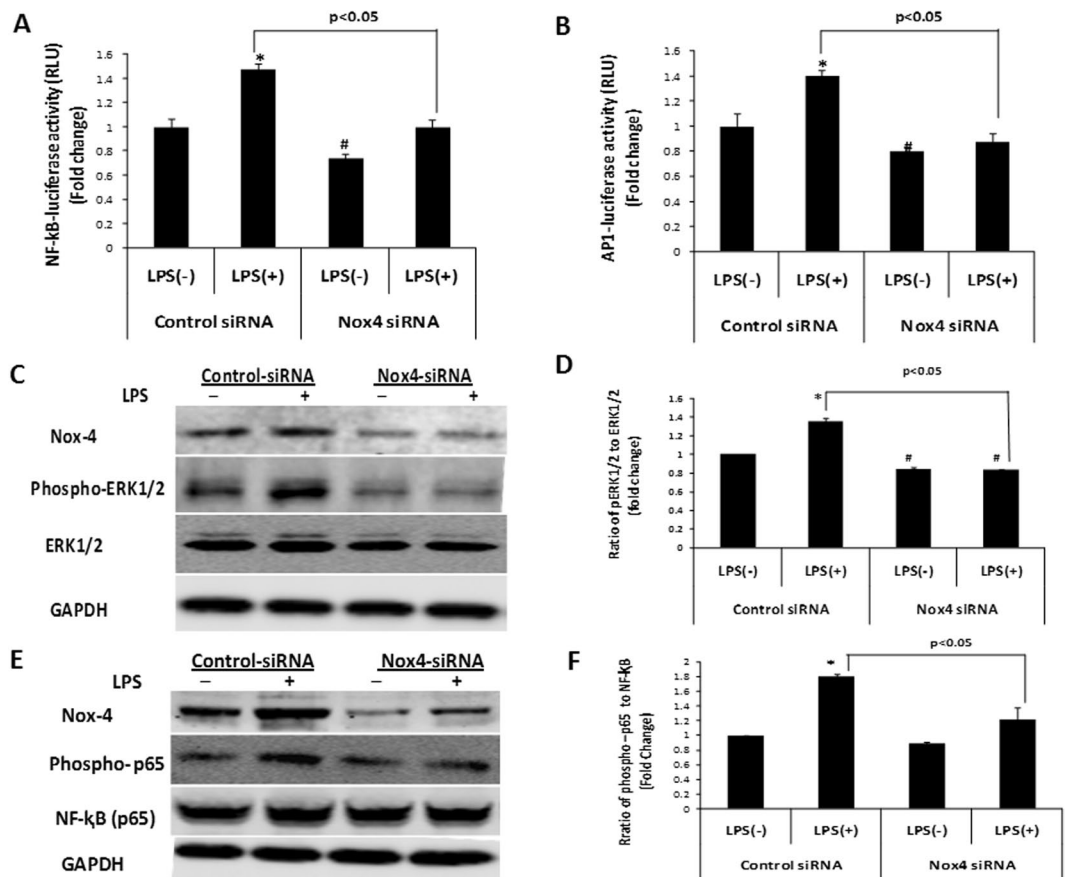 A
p<0.05
NF-kB-luciferase activity (RLU)
(Fold change)
1.6
1.4
1.2
1
0.8
0.6
0.4
0.2
0
*
#
LPS(-) LPS(+) LPS(-) LPS(+)
Control siRNA Nox4 siRNA
B
p<0.05
AP1-luciferase activity (RLU)
(Fold change)
1.6
1.4
1.2
1
0.8
0.6
0.4
0.2
0
*
#
LPS(-) LPS(+) LPS(-) LPS(+)
Control siRNA Nox4 siRNA
C
Control-siRNA Nox4-siRNA
LPS – + – +
Nox-4
Phospho-ERK1/2
ERK1/2
GAPDH
D
p<0.05
Ratio of pERK1/2 to ERK1/2
(fold change)
1.6
1.4
1.2
1
0.8
0.6
0.4
0.2
0
*
# #
LPS(-) LPS(+) LPS(-) LPS(+)
Control siRNA Nox4 siRNA
E
Control-siRNA Nox4-siRNA
LPS – + – +
Nox-4
Phospho-p65
NF-ķB (p65)
GAPDH
F
p<0.05
Rratio of phospho-p65 to NF-ķB
(Fold Change)
2
1.8
1.6
1.4
1.2
1
0.8
0.6
0.4
0.2
0
*
LPS(-) LPS(+) LPS(-) LPS(+)
Control siRNA Nox4 siRNA